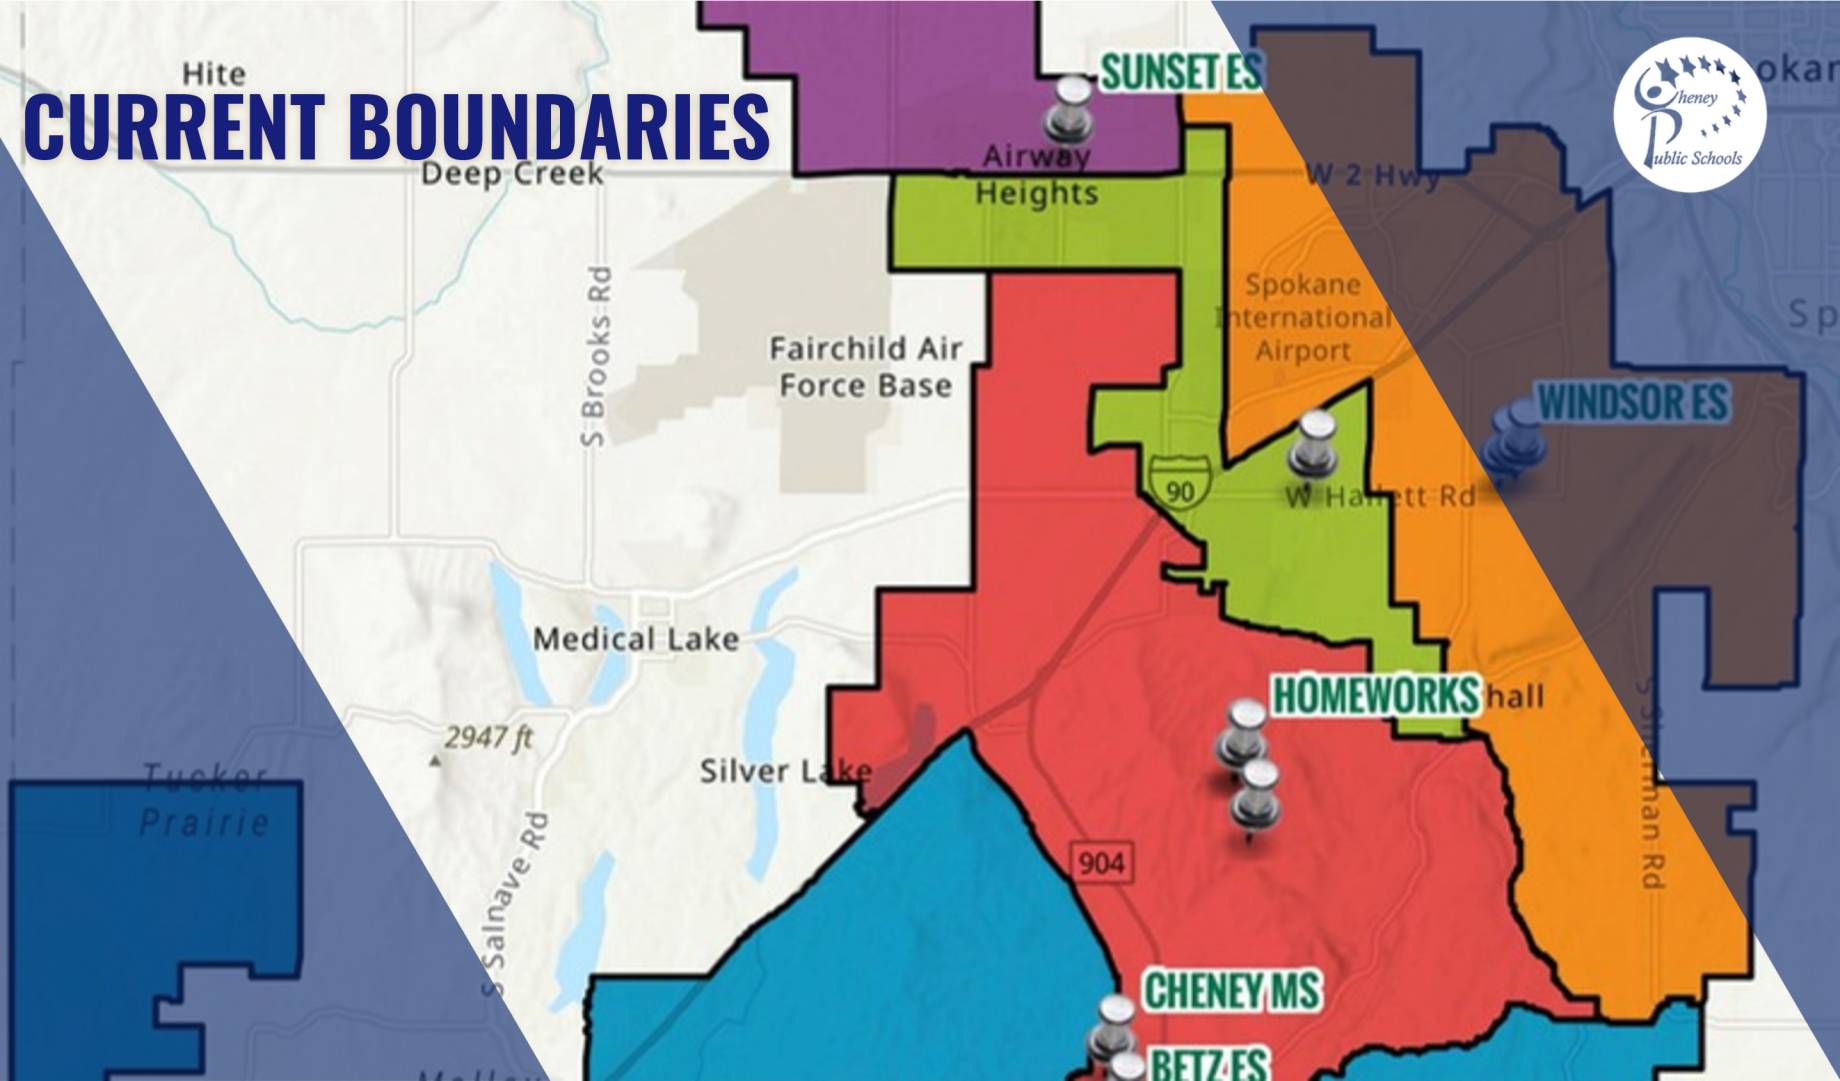 Hite
CURRENT BOUNDARIES
Deep Creek
SUNSET ES
Airway
Heights
W 2 Hwy
Cheney
Public Schools
Spokane
International
Airport
S Brooks Rd
Fairchild Air
Force Base
WINDSOR ES
90
W Hallett Rd
Medical Lake
HOMEWORKS
hall
2947 ft
Silver Lake
Tucker
Prairie
S Salnave Rd
904
S Sherman Rd
CHENEY MS
BETZ ES